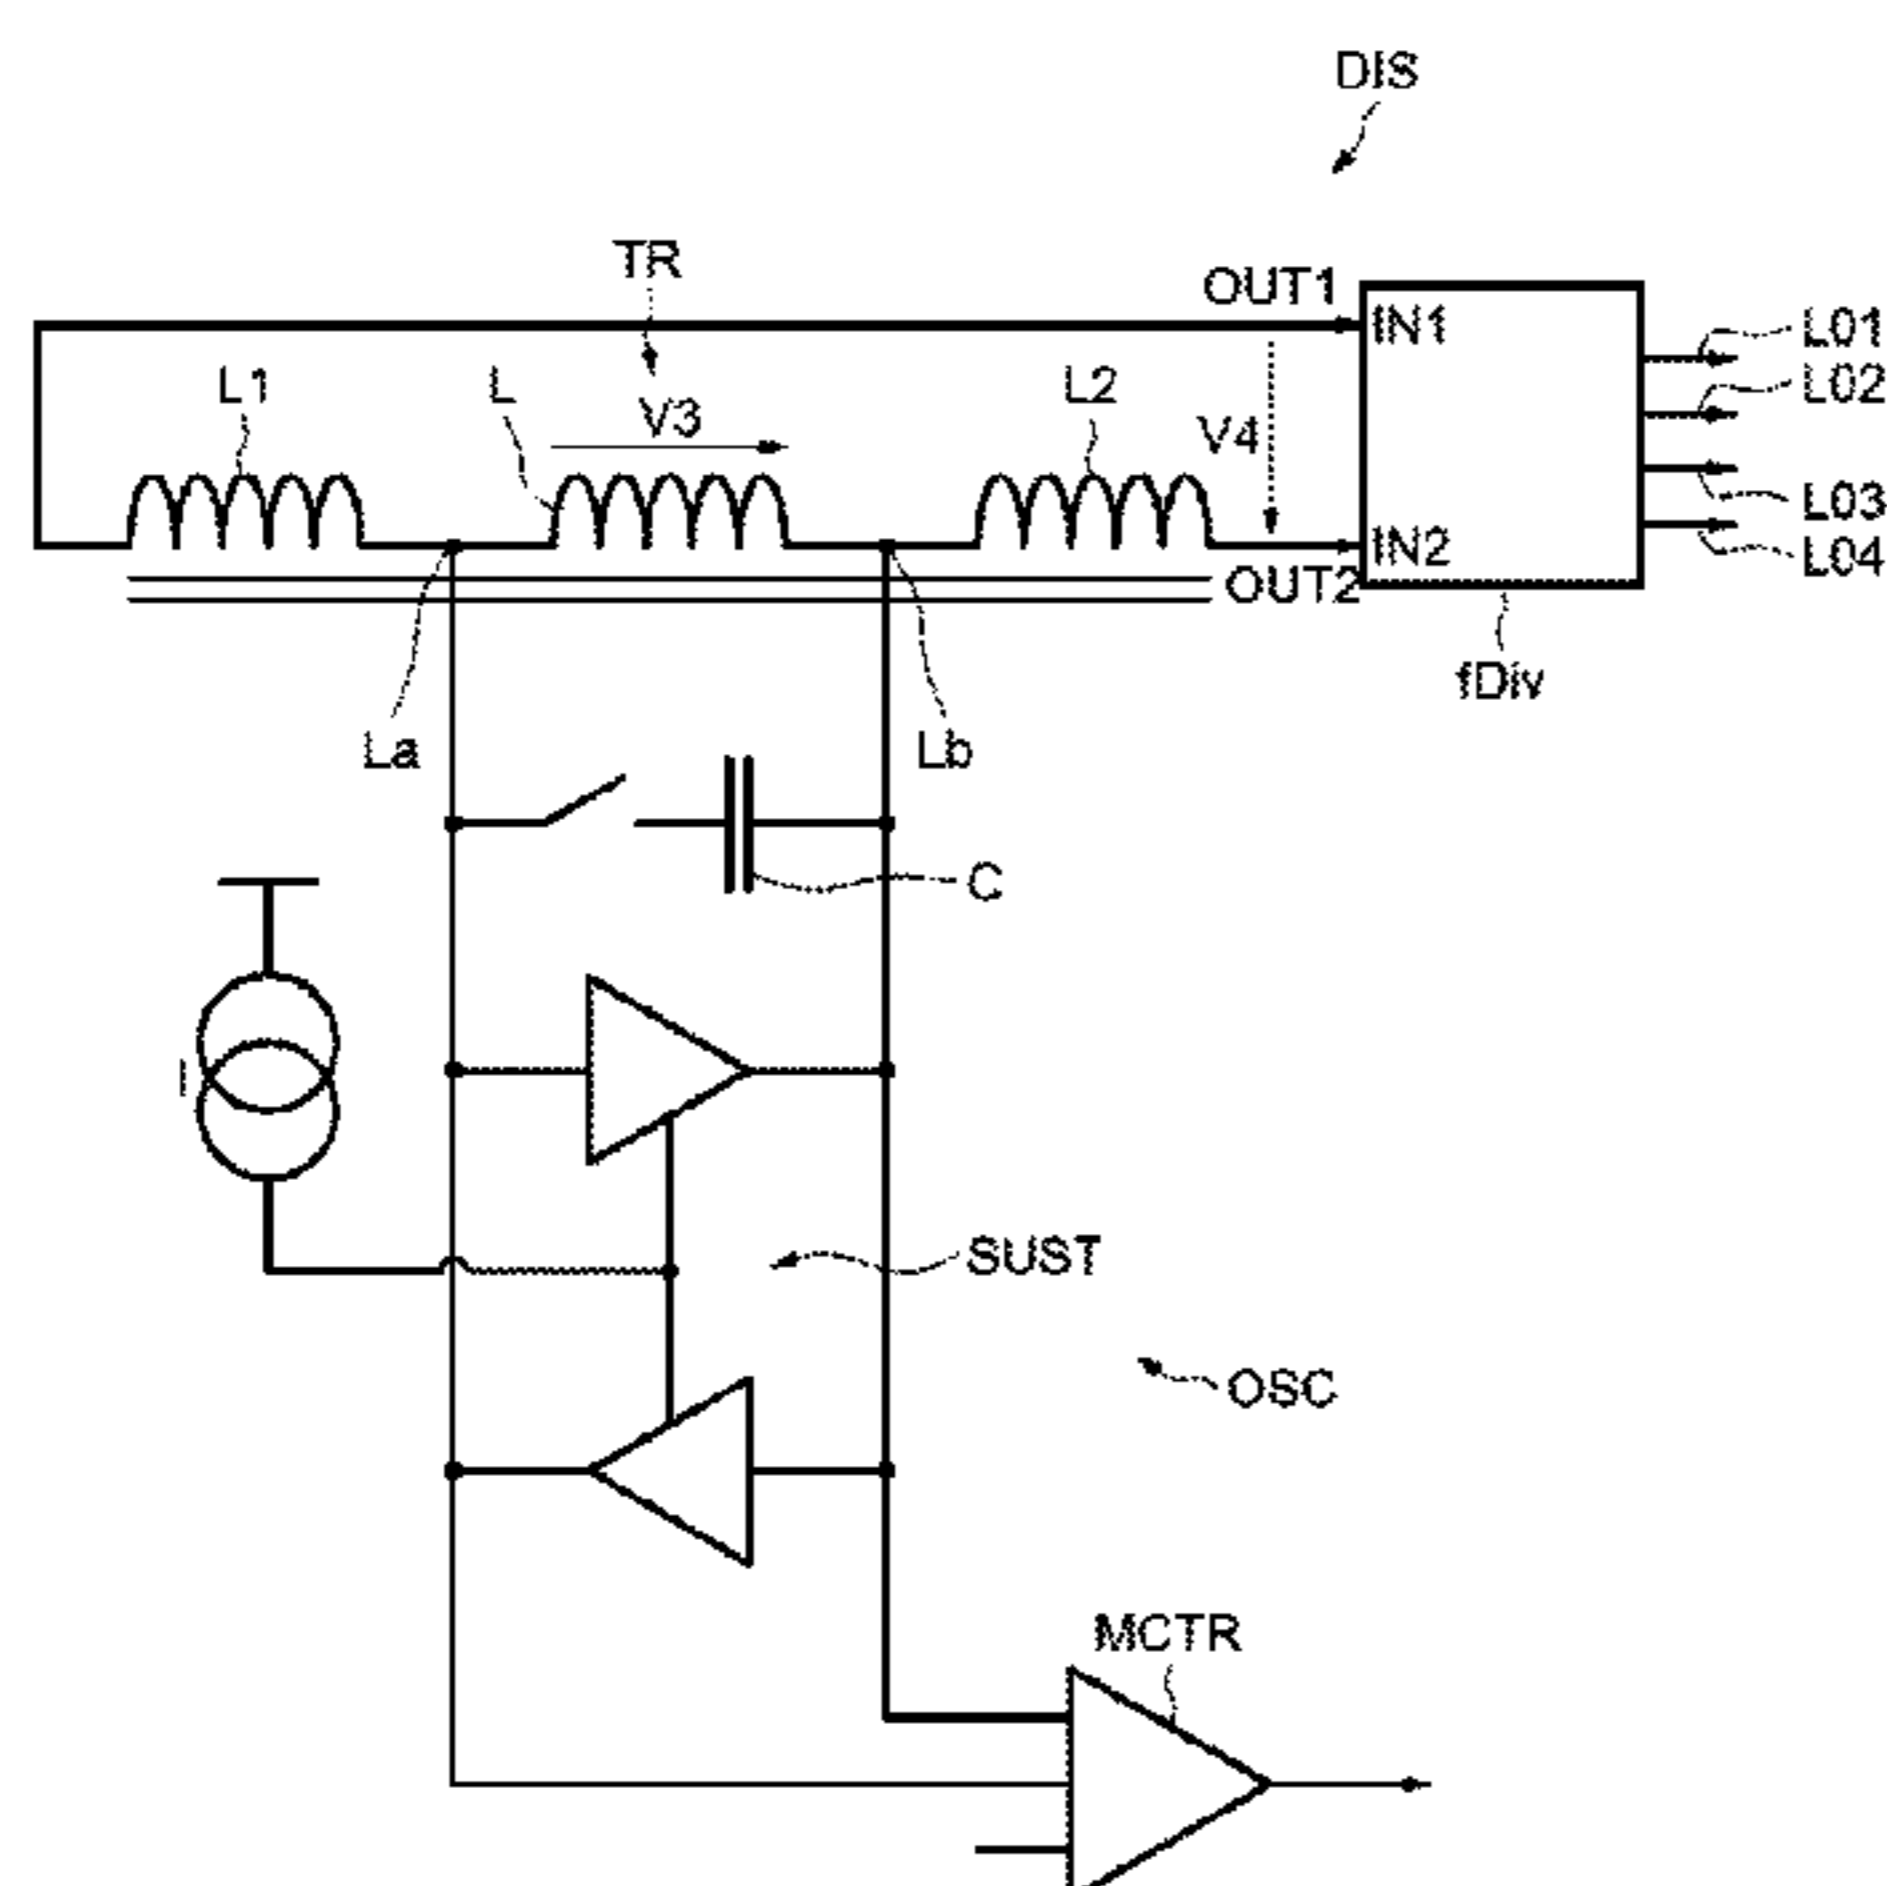 DIS
TR
OUT1
IN1
L01
L1
L
V3
L2
V4
L02
L03
IN2
L04
OUT2
fDiv
La
Lb
C
I
SUST
OSC
MCTR